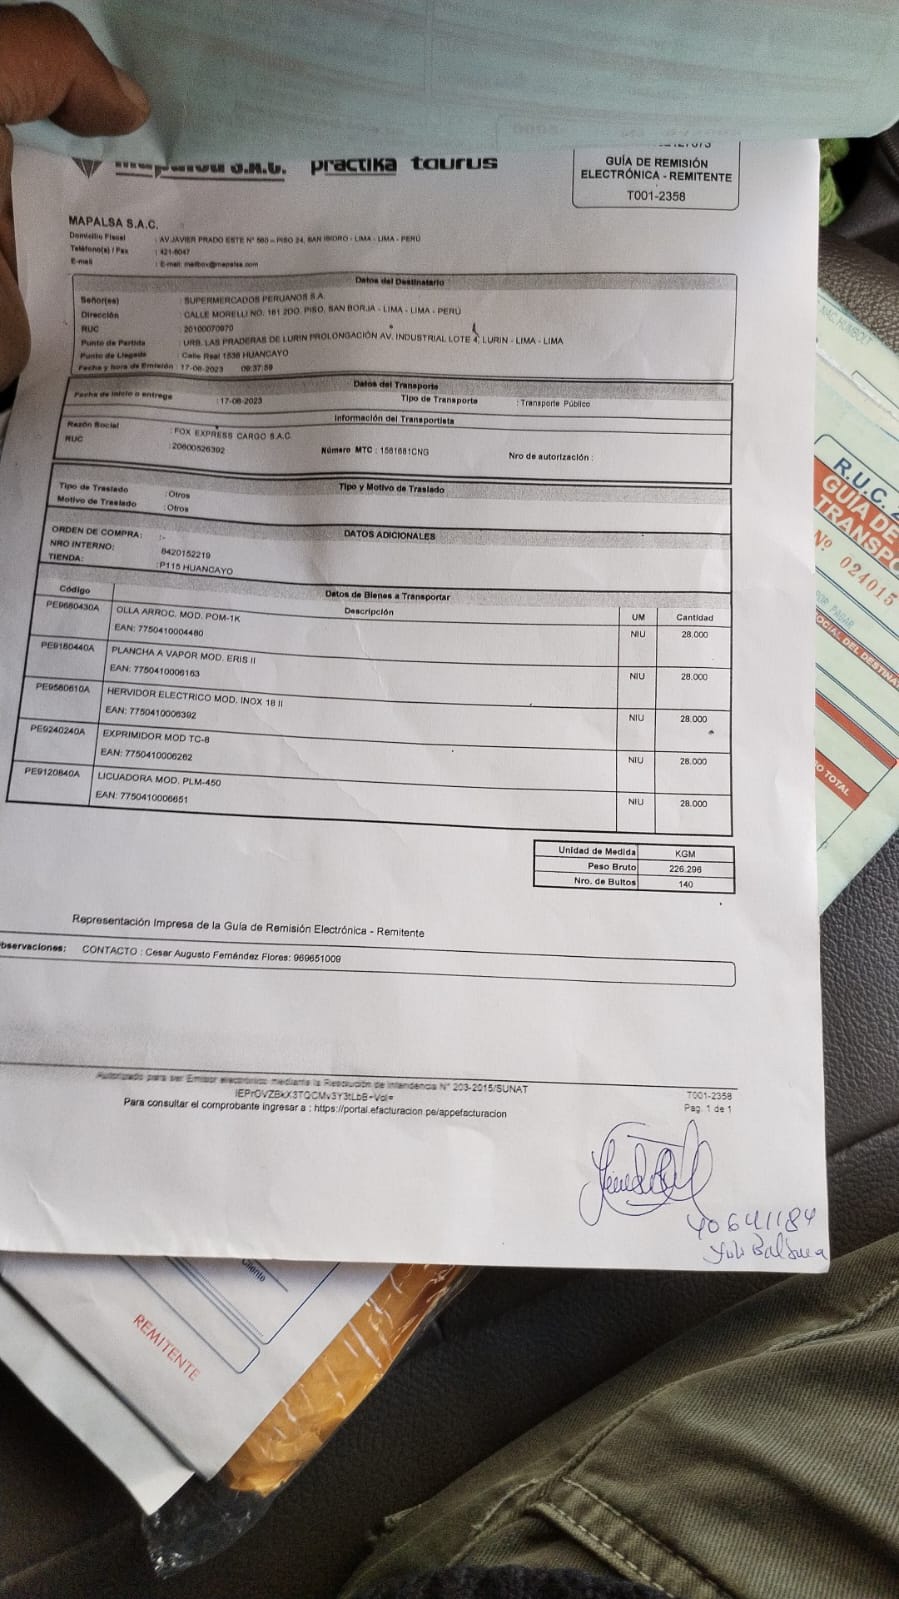 mapalsa S.A.C. practika taurus
GUÍA DE REMISIÓN
ELECTRÓNICA - REMITENTE
T001-2358
MAPALSA S.A.C.
Domicilio Fiscal : AV.JAVIER PRADO ESTE N° 560 – PISO 24, SAN ISIDRO - LIMA - LIMA - PERÚ
Teléfono(s) / Fax : 421-6047
E-mail : E-mail: mailbox@mapalsa.com
Datos del Destinatario
Señor(es) : SUPERMERCADOS PERUANOS S.A.
Dirección : CALLE MORELLI NO. 181 2DO. PISO, SAN BORJA - LIMA - LIMA - PERÚ
RUC : 20100070970
Punto de Partida : URB. LAS PRADERAS DE LURIN PROLONGACIÓN AV. INDUSTRIAL LOTE 4, LURIN - LIMA - LIMA
Punto de Llegada : Calle Real 1538 HUANCAYO
Fecha y hora de Emisión : 17-08-2023 09:37:59
Datos del Transporte
Fecha de inicio o entrega : 17-08-2023 Tipo de Transporte : Transporte Público
Información del Transportista
Razón Social : FOX EXPRESS CARGO S.A.C.
RUC : 20600526392 Número MTC : 1581681CNG Nro de autorización :
Tipo y Motivo de Traslado
Tipo de Traslado : Otros
Motivo de Traslado : Otros
DATOS ADICIONALES
ORDEN DE COMPRA: :-
NRO INTERNO: 8420152219
TIENDA: :P115 HUANCAYO
Datos de Bienes a Transportar
Código Descripción UM Cantidad
PE9660430A OLLA ARROC. MOD. POM-1K NIU 28.000
EAN: 7750410004480
PE9160440A PLANCHA A VAPOR MOD. ERIS II NIU 28.000
EAN: 7750410006163
PE9560610A HERVIDOR ELECTRICO MOD. INOX 18 II NIU 28.000
EAN: 7750410006392
PE9240240A EXPRIMIDOR MOD TC-8 NIU 28.000
EAN: 7750410006262
PE9120840A LICUADORA MOD. PLM-450 NIU 28.000
EAN: 7750410006651
Unidad de Medida KGM
Peso Bruto 226.296
Nro. de Bultos 140
Representación Impresa de la Guía de Remisión Electrónica - Remitente
Observaciones: CONTACTO : Cesar Augusto Fernández Flores: 969651009
Autorizado para ser Emisor electrónico mediante la Resolución de Intendencia N° 203-2015/SUNAT
Para consultar el comprobante ingresar a : https://portal.efacturacion.pe/appefacturacion
T001-2358
Pag. 1 de 1
40641184
R.U.C. 2
GUIA DE
TRANSPO
N° 024015
POR PAGAR
SOCIAL DEL DESTINA
O TOTAL
Cliente
REMITENTE